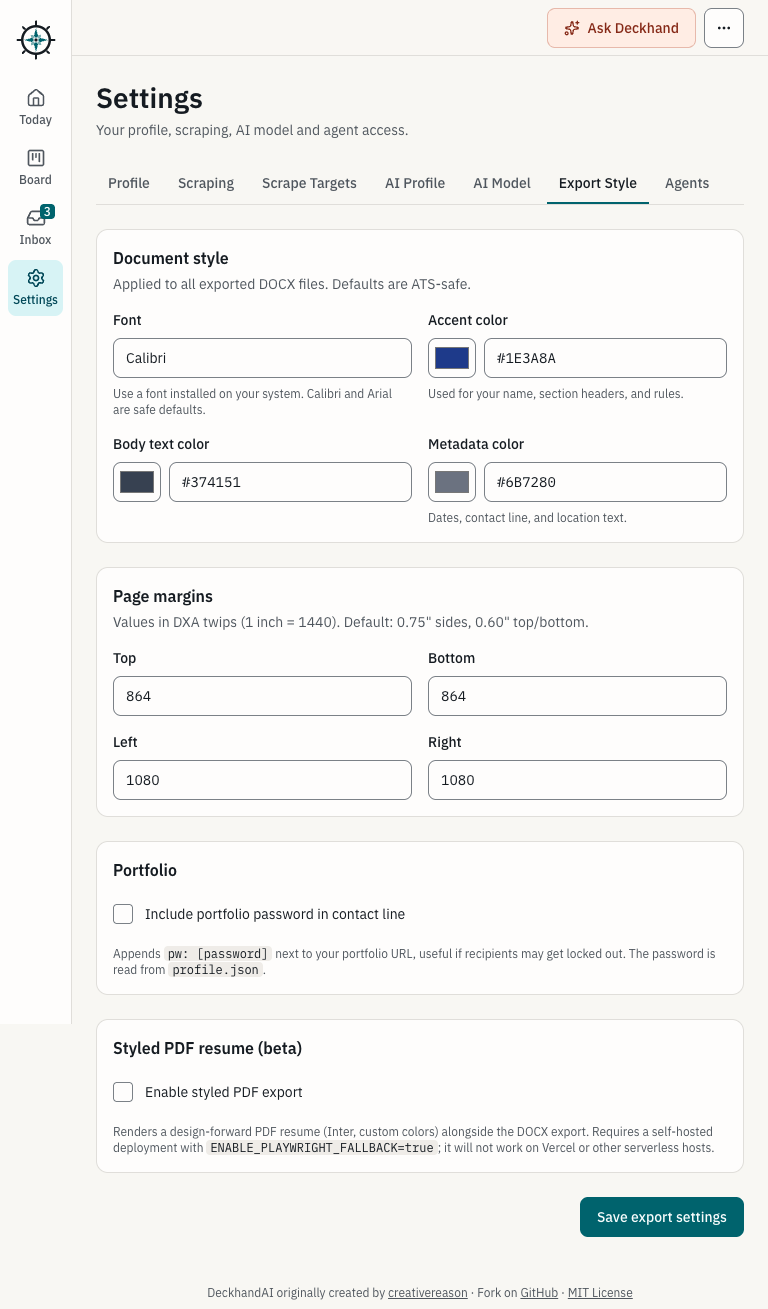 Ask Deckhand
Today
Board
3
Inbox
Settings
Settings
Your profile, scraping, AI model and agent access.
Profile
Scraping
Scrape Targets
AI Profile
AI Model
Export Style
Agents
Document style
Applied to all exported DOCX files. Defaults are ATS-safe.
Font
Accent color
Calibri
#1E3A8A
Use a font installed on your system. Calibri and Arial
are safe defaults.
Used for your name, section headers, and rules.
Body text color
Metadata color
#374151
#6B7280
Dates, contact line, and location text.
Page margins
Values in DXA twips (1 inch = 1440). Default: 0.75" sides, 0.60" top/bottom.
Top
Bottom
864
864
Left
Right
1080
1080
Portfolio
Include portfolio password in contact line
Appends pw: [password] next to your portfolio URL, useful if recipients may get locked out. The password is
read from profile.json.
Styled PDF resume (beta)
Enable styled PDF export
Renders a design-forward PDF resume (Inter, custom colors) alongside the DOCX export. Requires a self-hosted
deployment with ENABLE_PLAYWRIGHT_FALLBACK=true; it will not work on Vercel or other serverless hosts.
Save export settings
DeckhandAI originally created by creativereason · Fork on GitHub · MIT License